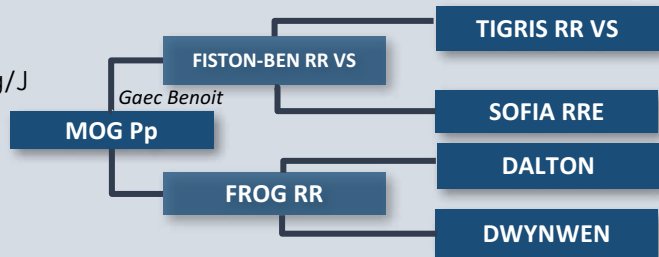 TIGRIS RR VS
FISTON-BEN RR VS
g/J
Gaec Benoit
SOFIA RRE
MOG Pp
DALTON
FROG RR
DWYNWEN